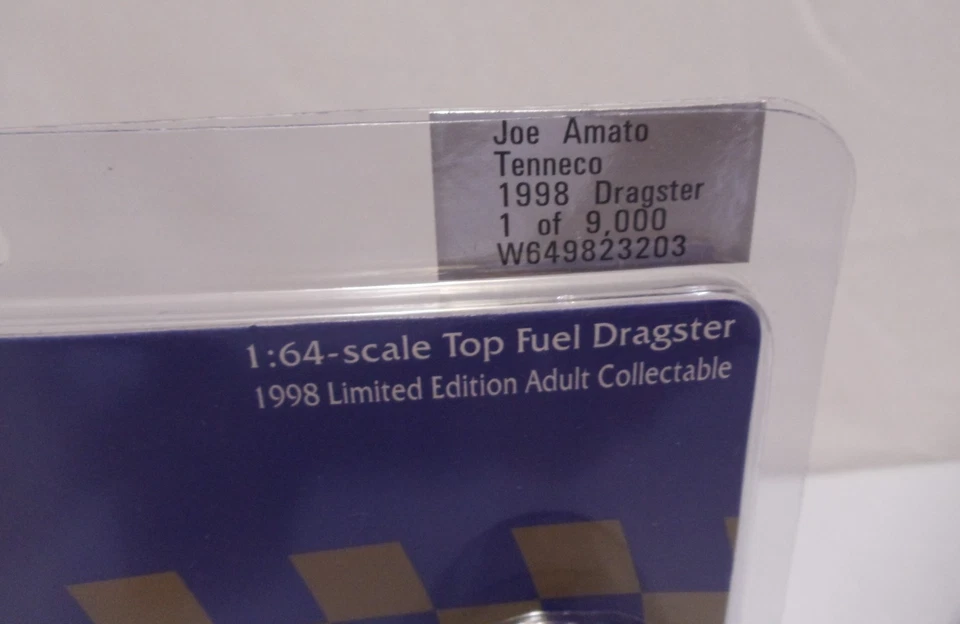 Joe Amato
Tenneco
1998 Dragster
1 of 9,000
W649823203
1:64-scale Top Fuel Dragster
1998 Limited Edition Adult Collectable